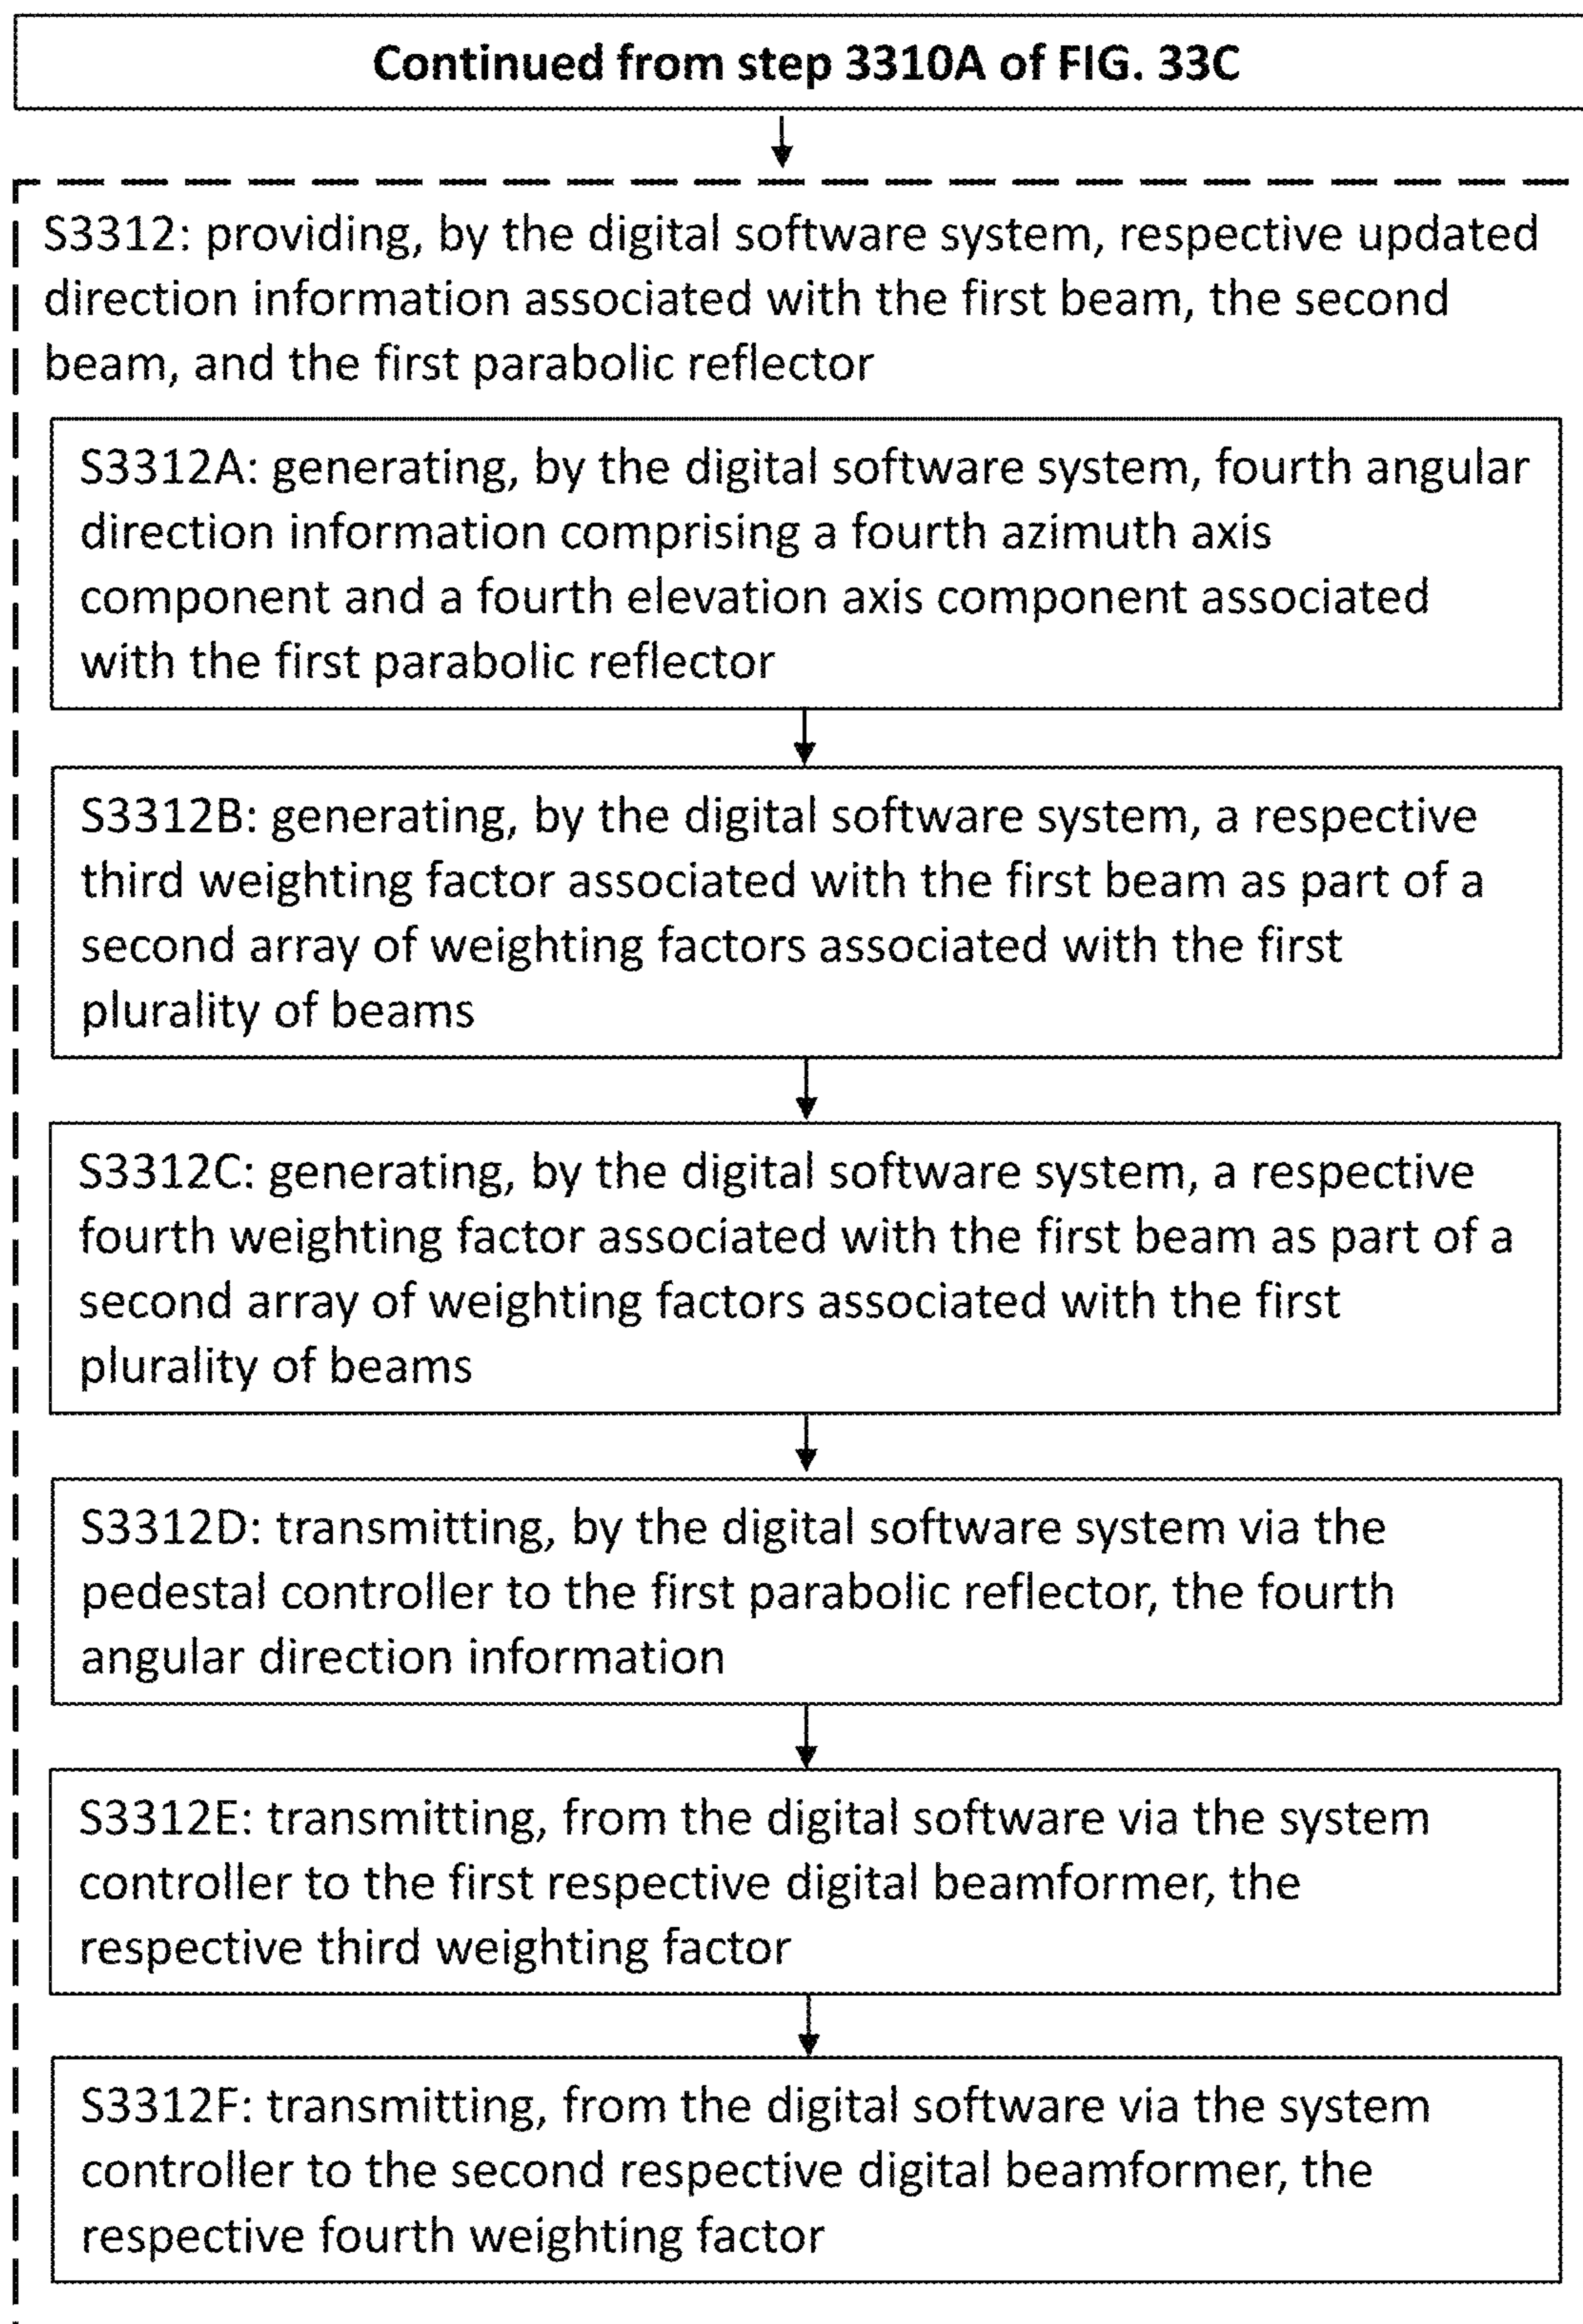 Continued from step 3310A of FIG. 33C
S3312: providing, by the digital software system, respective updated
direction information associated with the first beam, the second
beam, and the first parabolic reflector
S3312A: generating, by the digital software system, fourth angular
direction information comprising a fourth azimuth axis
component and a fourth elevation axis component associated
with the first parabolic reflector
S3312B: generating, by the digital software system, a respective
third weighting factor associated with the first beam as part of a
second array of weighting factors associated with the first
plurality of beams
S3312C: generating, by the digital software system, a respective
fourth weighting factor associated with the first beam as part of a
second array of weighting factors associated with the first
plurality of beams
S3312D: transmitting, by the digital software system via the
pedestal controller to the first parabolic reflector, the fourth
angular direction information
S3312E: transmitting, from the digital software via the system
controller to the first respective digital beamformer, the
respective third weighting factor
S3312F: transmitting, from the digital software via the system
controller to the second respective digital beamformer, the
respective fourth weighting factor